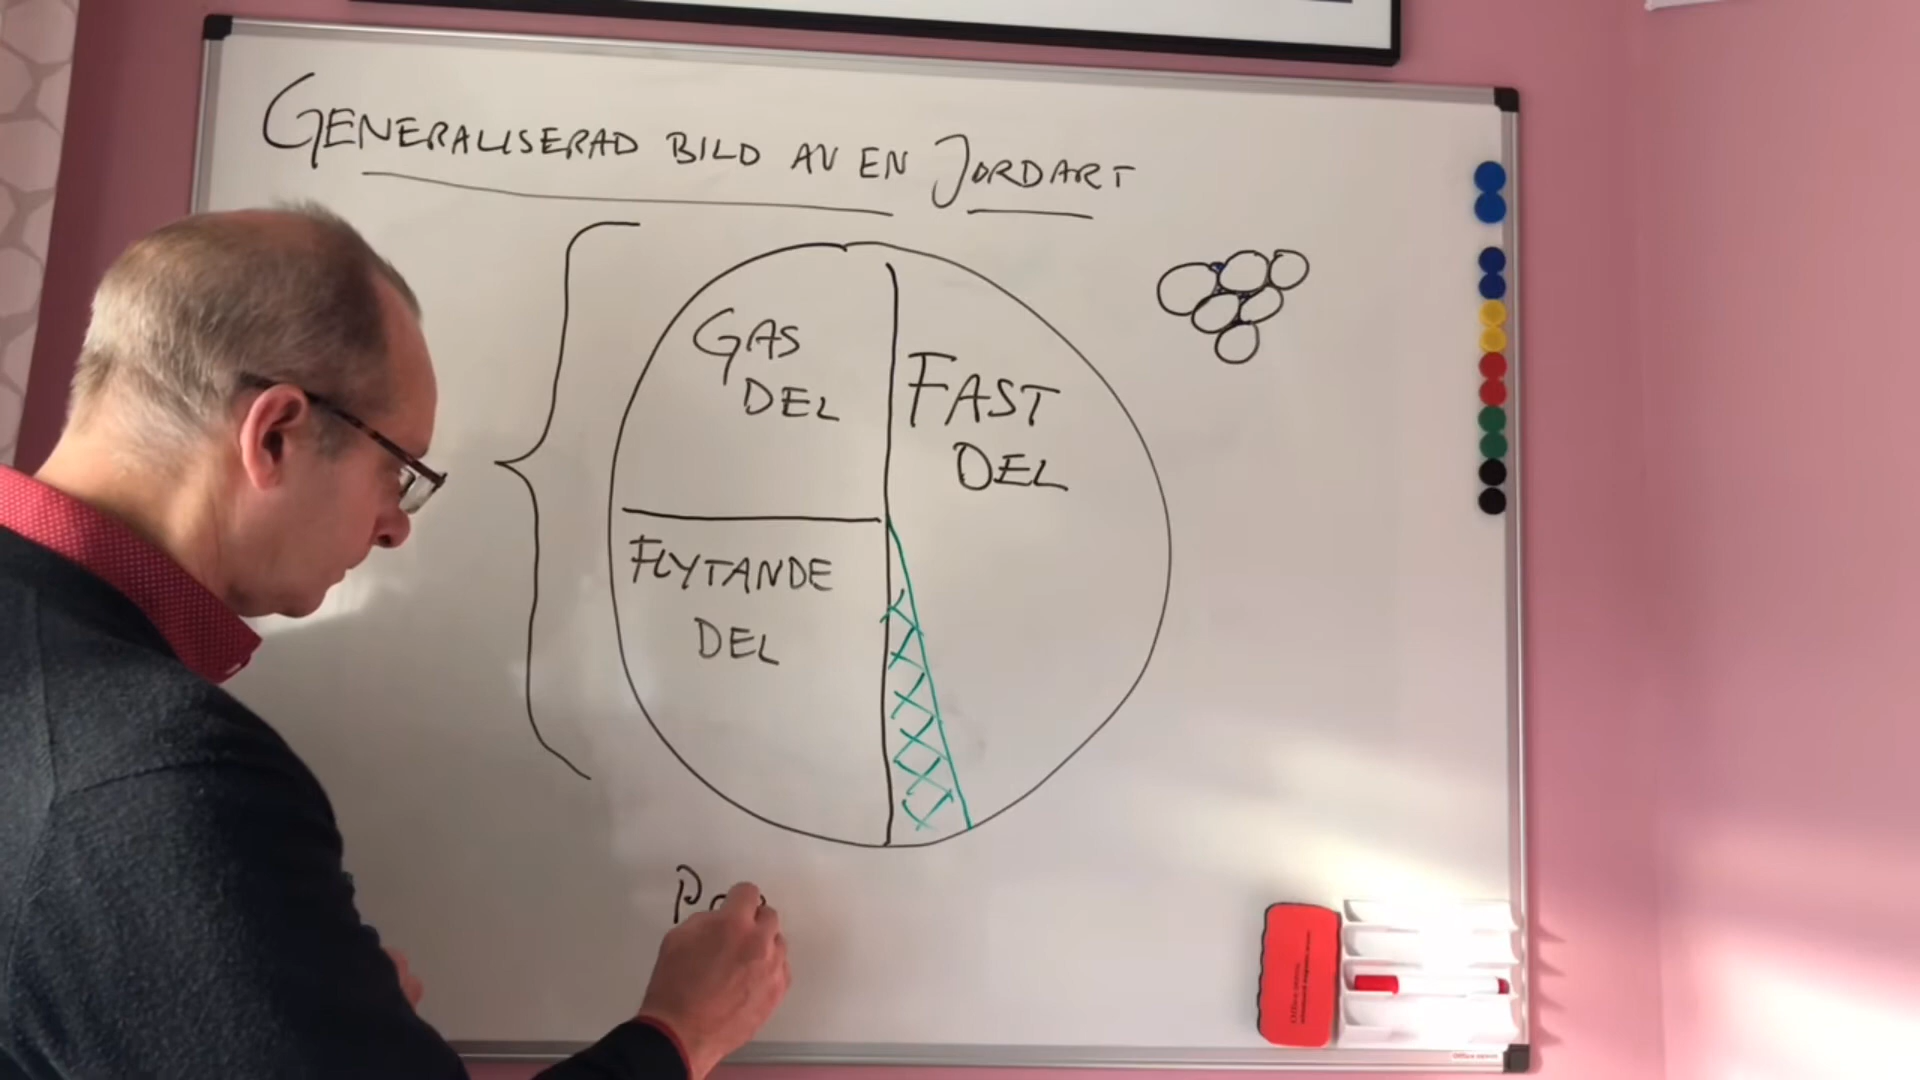 GENERALISERAD BILD AV EN JORDART
GAS
DEL
FAST
DEL
FLYTANDE
DEL